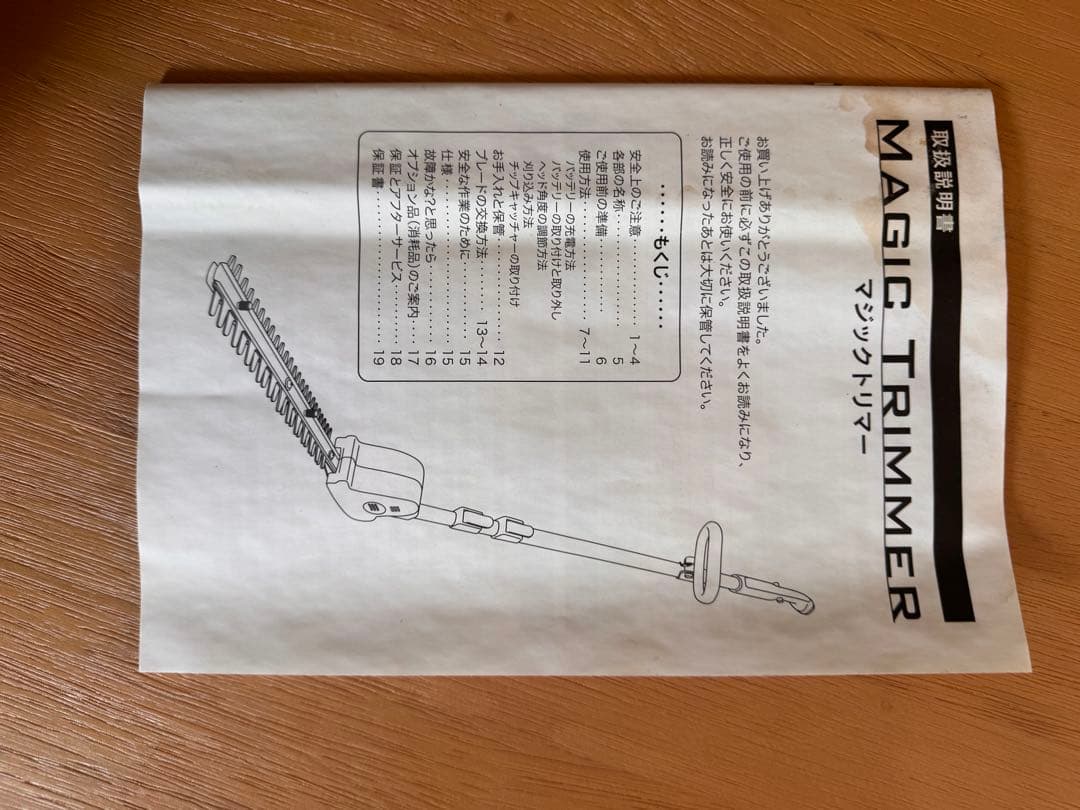 取扱説明書
MAGIC TRIMMER
マジックトリマー
お買い上げありがとうございました。
ご使用の前に必ずこの取扱説明書をよくお読みになり、
正しく安全にお使いください。
お読みになったあとは大切に保管してください。
・・・・・もくじ・・・・・
安全上のご注意・・・・・・・・・1～4
各部の名称・・・・・・・・・・・・5
ご使用前の準備・・・・・・・・・・6
使用方法・・・・・・・・・・・7～11
バッテリーの充電方法
バッテリーの取り付けと取り外し
ヘッド角度の調節方法
刈り込み方法
チップキャッチャーの取り付け
お手入れと保管・・・・・・・・・12
ブレードの交換方法・・・・・13～14
安全な作業のために・・・・・・・15
仕様・・・・・・・・・・・・・・15
故障かな?と思ったら・・・・・・16
オプション品(消耗品)のご案内・・・17
保証とアフターサービス・・・・・18
保証書・・・・・・・・・・・・・19